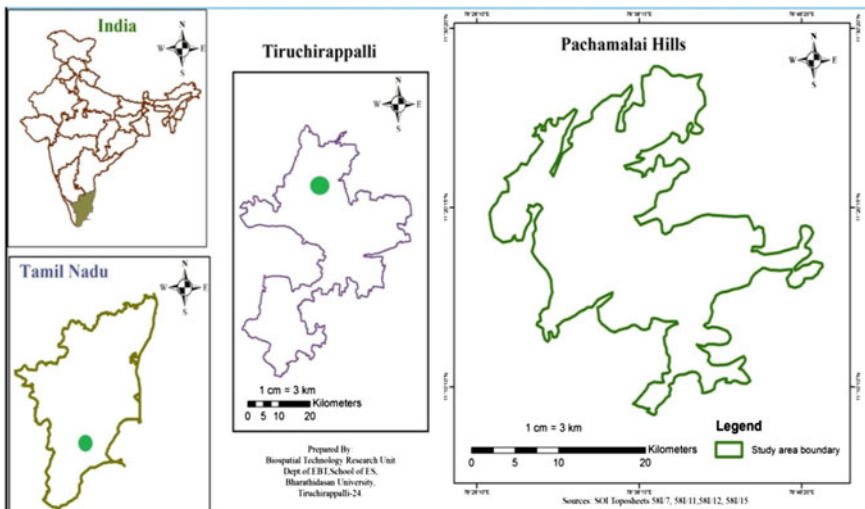 India
N
W E
S
Tamil Nadu
N
W E
S
Tiruchirappalli
N
W E
S
1 cm = 3 km
Kilometers
0 5 10 20
Prepared By:
Biospatial Technology Research Unit
Dept of.EBT,School of ES,
Bharathidasan University,
Tiruchirappalli-24.
Pachamalai Hills
N
W E
S
1 cm = 3 km
Kilometers
0 5 10 20
Legend
Study area boundary
Sources: SOI Toposheets 58I/7, 58I/11,58I/12, 58I/15